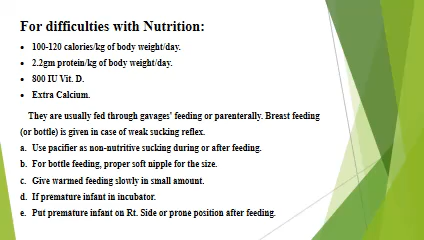 For difficulties with Nutrition:
• 100-120 calories/kg of body weight/day.
• 2.2gm protein/kg of body weight/day.
• 800 IU Vit. D.
• Extra Calcium.
They are usually fed through gavages' feeding or parenterally. Breast feeding
(or bottle) is given in case of weak sucking reflex.
a. Use pacifier as non-nutritive sucking during or after feeding.
b. For bottle feeding, proper soft nipple for the size.
c. Give warmed feeding slowly in small amount.
d. If premature infant in incubator.
e. Put premature infant on Rt. Side or prone position after feeding.